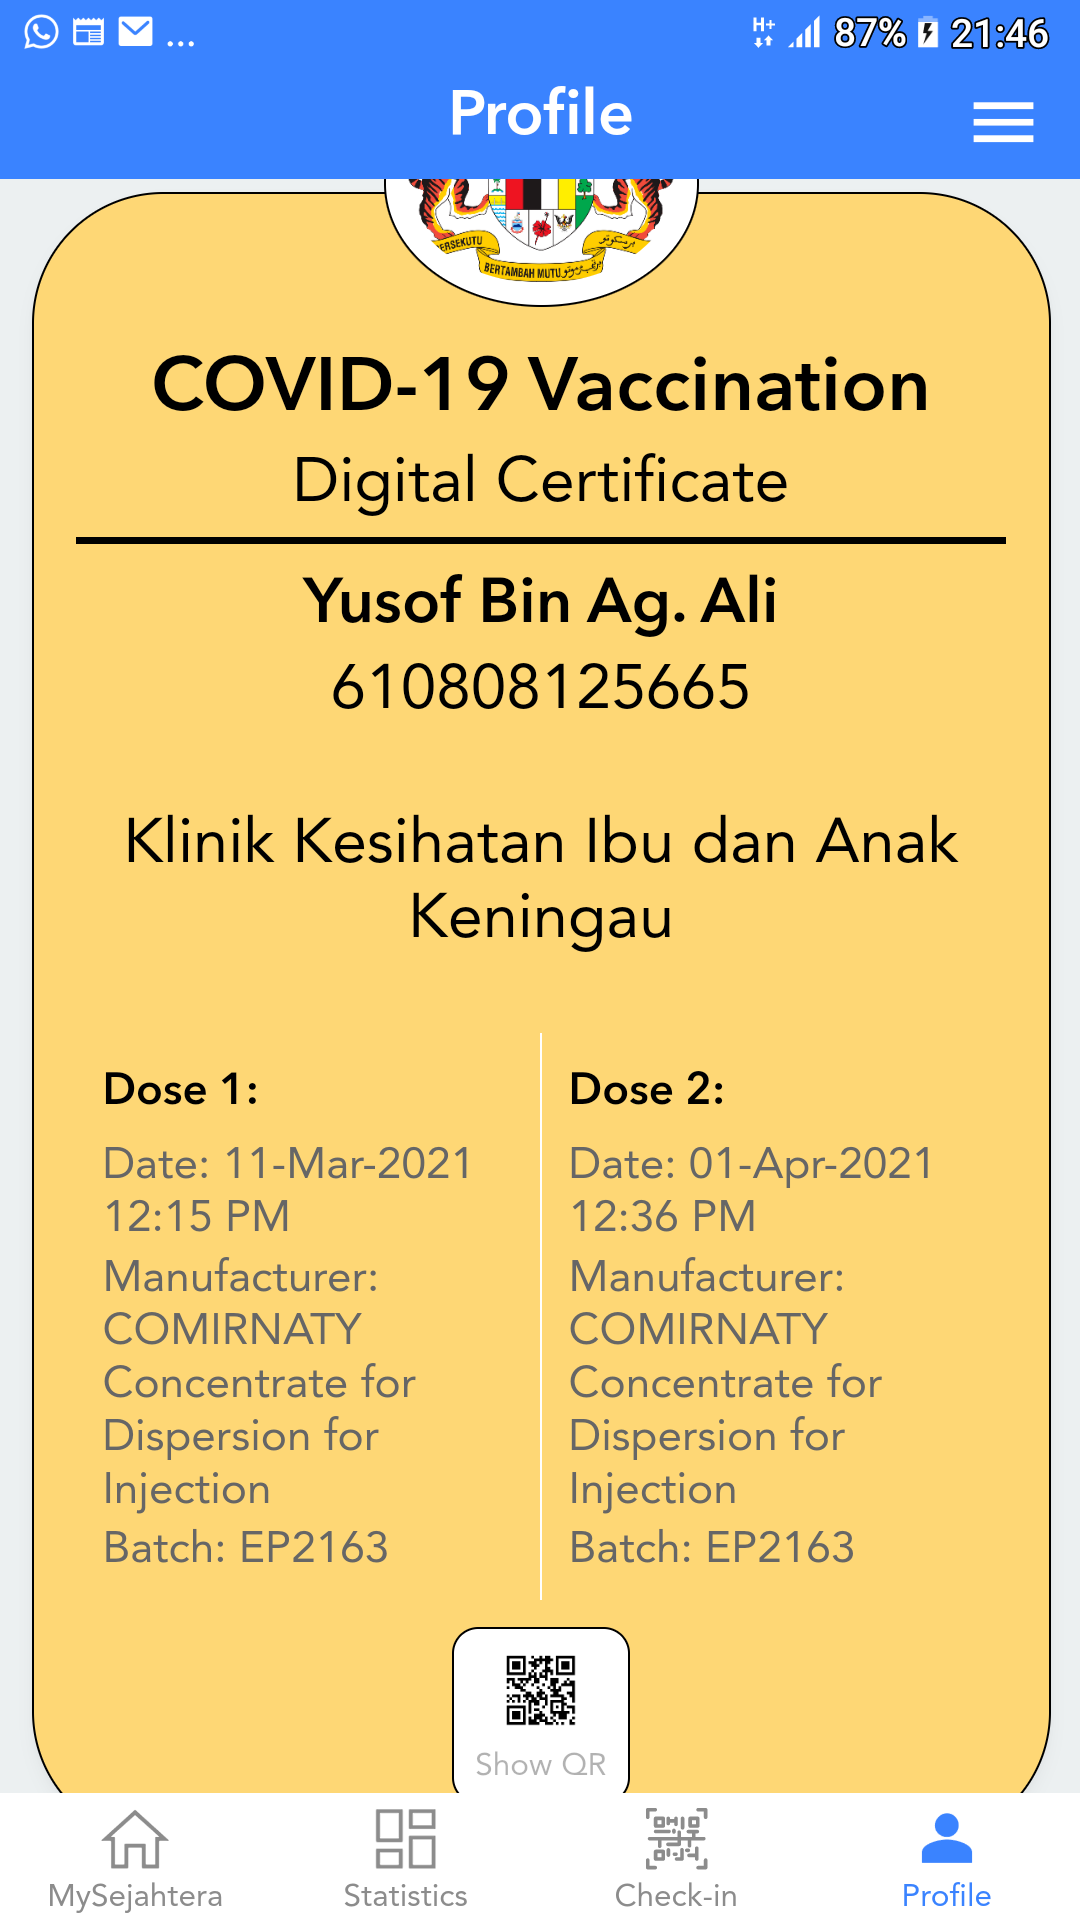 ... H+ 87% 21:46
Profile
ERSEKUTU برسکوتو
BERTAMBAH MUTU برتمبه موتو
COVID-19 Vaccination
Digital Certificate
Yusof Bin Ag. Ali
610808125665
Klinik Kesihatan Ibu dan Anak
Keningau
Dose 1:
Date: 11-Mar-2021
12:15 PM
Manufacturer:
COMIRNATY
Concentrate for
Dispersion for
Injection
Batch: EP2163
Dose 2:
Date: 01-Apr-2021
12:36 PM
Manufacturer:
COMIRNATY
Concentrate for
Dispersion for
Injection
Batch: EP2163
Show QR
MySejahtera Statistics Check-in Profile